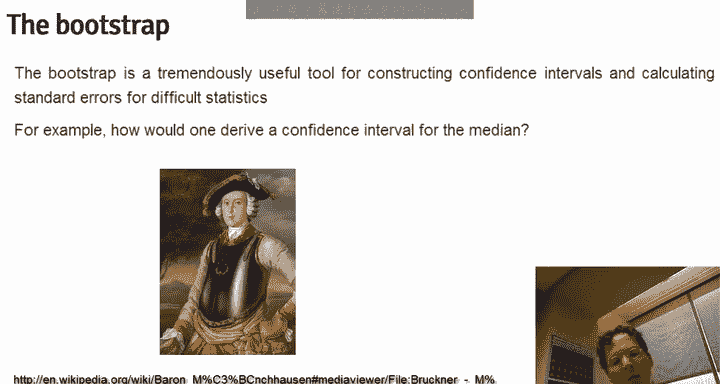 The bootstrap
The bootstrap is a tremendously useful tool for constructing confidence intervals and calculating
standard errors for difficult statistics
For example, how would one derive a confidence interval for the median?
http://en.wikipedia.org/wiki/Baron_M%C3%BCnchhausen#mediaviewer/File:Bruckner_-_M%